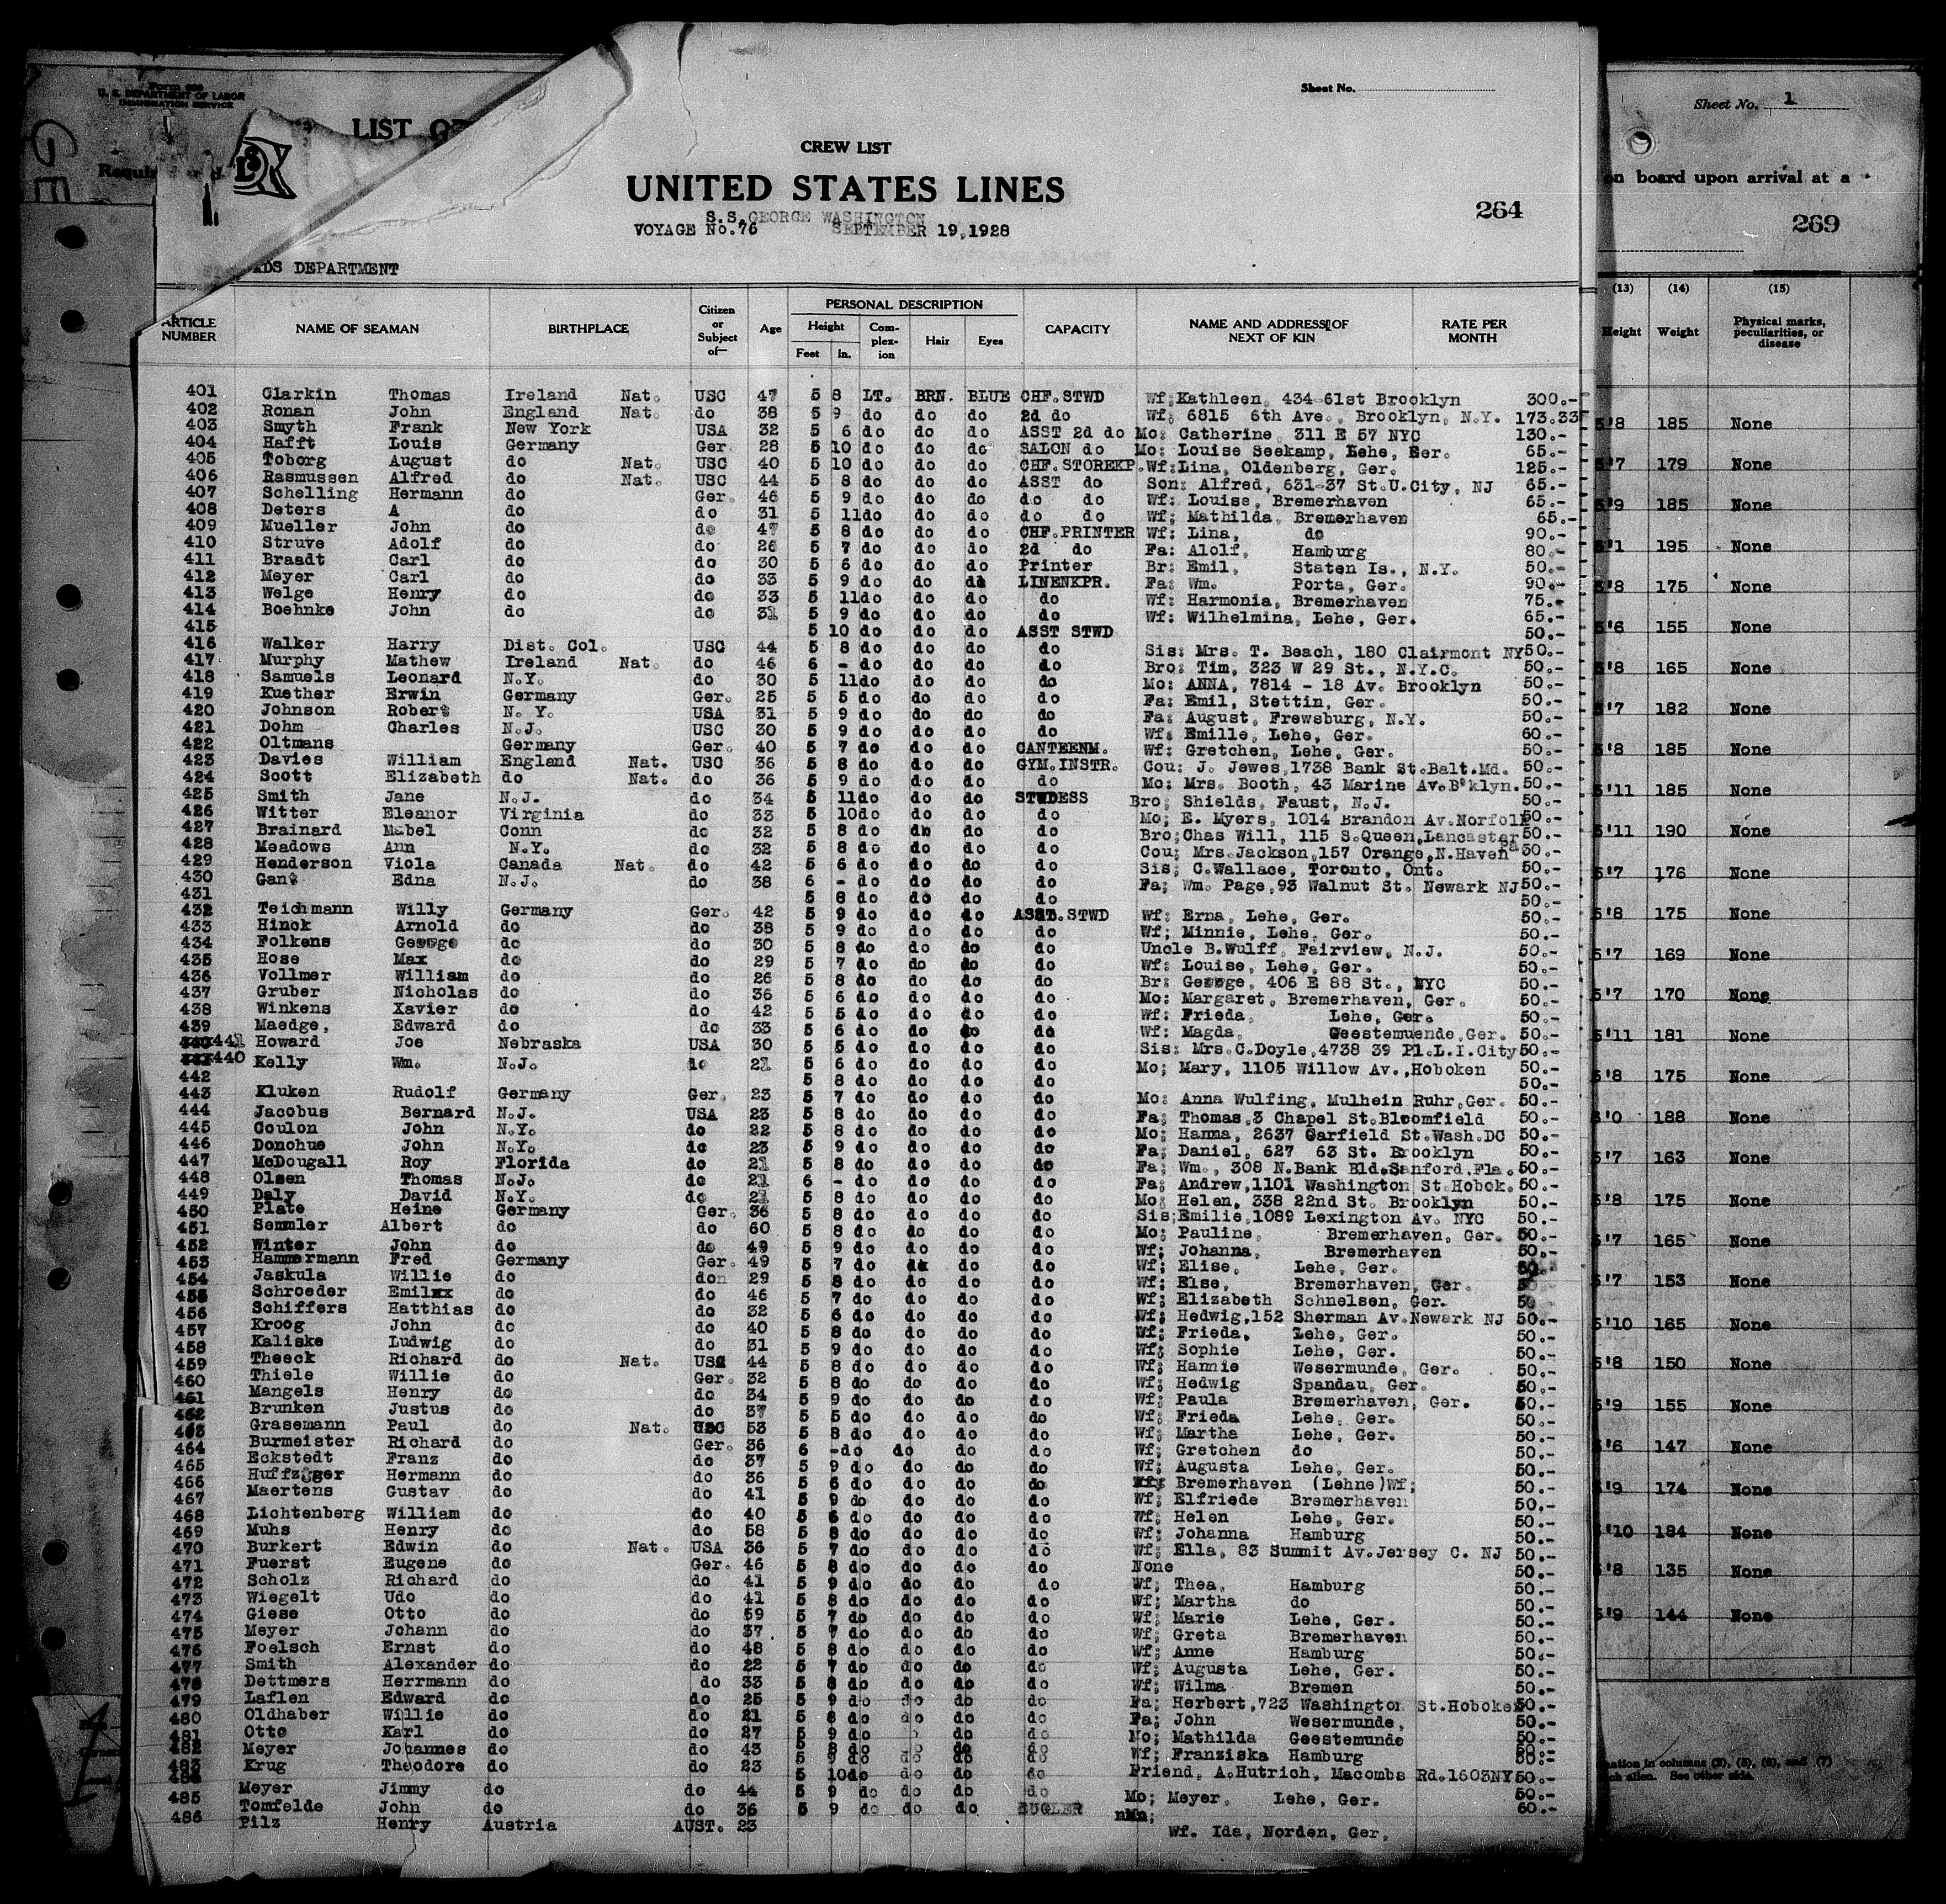 Form 689
U. S. DEPARTMENT OF LABOR
IMMIGRATION SERVICE
LIST OF
Sheet No.
CREW LIST
UNITED STATES LINES
S.S. GEORGE WASHINGTON
VOYAGE No.76 SEPTEMBER 19,1928
264
DEPARTMENT
ARTICLE NUMBER NAME OF SEAMAN BIRTHPLACE Citizen or Subject of— Age PERSONAL DESCRIPTION Height Feet In. Complexion Hair Eyes CAPACITY NAME AND ADDRESS OF NEXT OF KIN RATE PER MONTH
401 Clarkin Thomas Ireland Nat. USC 47 5 8 LT. BRN. BLUE CHF.STWD Wf;Kathleen, 434-61st Brooklyn 300.-
402 Ronan John England Nat. do 38 5 9 do do do 2d do Wf; 6815 6th Ave., Brooklyn, N.Y. 173.33
403 Smyth Frank New York USA 32 5 6 do do do ASST 2d do Mo: Catherine, 311 E 57 NYC 130.-
404 Hafft Louis Germany Ger. 28 5 10 do do do SALON do Mo: Louise Seekamp, Lehe, Ger. 65.-
405 Toborg August do Nat. USC 40 5 10 do do do CHF.STOREKP. Wf:Lina, Oldenberg, Ger. 125.-
406 Rasmussen Alfred do Nat. USC 44 5 8 do do do ASST do Son: Alfred, 631-37 St.U.City, NJ 65.-
407 Schelling Hermann do Ger. 46 5 9 do do do do do Wf: Louise, Bremerhaven 65.-
408 Deters A do do 31 5 11do do do do do Wf; Mathilda, Bremerhaven 65.-
409 Mueller John do do 47 5 8 do do do CHF.PRINTER Wf: Lina, do 90.-
410 Struve Adolf do do 26 5 7 do do do 2d do Fa: Alolf, Hamburg 80.-
411 Braadt Carl do do 30 5 6 do do do Printer Br: Emil, Staten Is., N.Y. 50.-
412 Meyer Carl do do 33 5 9 do do do LINENKPR. Fa: Wm. Porta, Ger. 90.-
413 Welge Henry do do 33 5 11do do do do Wf: Harmonia, Bremerhaven 75.-
414 Boehnke John do do 31 5 9 do do do do Wf: Wilhelmina, Lehe, Ger. 65.-
415 5 10 do do do ASST STWD 50.-
416 Walker Harry Dist. Col. USC 44 5 8 do do do do Sis: Mrs. T. Beach, 180 Clairmont NY 50.-
417 Murphy Mathew Ireland Nat. do 46 6 - do do do do Bro: Tim, 323 W 29 St., N.Y.C. 50.-
418 Samuels Leonard N.Y. do 30 5 11do do do do Mo: ANNA, 7814 - 18 Av. Brooklyn 50.-
419 Kuether Erwin Germany Ger. 25 5 5 do do do do Fa: Emil, Stettin, Ger. 50.-
420 Johnson Robert N. Y. USA 31 5 9 do do do do Fa: August, Frewsburg, N.Y. 50.-
421 Dohm Charles N.J. USC 30 5 9 do do do do Wf: Emille, Lehe, Ger. 60.-
422 Oltmans Germany Ger. 40 5 7 do do do CANTEENM. Wf: Gretchen, Lehe, Ger. 50.-
423 Davies William England Nat. USC 36 5 8 do do do GYM.INSTR. Cou: J. Jewes,1738 Bank St.Balt.Md. 50.-
424 Scott Elizabeth do Nat. do 36 5 9 do do do do Mo: Mrs. Booth, 43 Marine Av.B'klyn. 50.-
425 Smith Jane N.J. do 34 5 11do do do STWDESS Bro; Shields, Faust, N.J. 50.-
426 Witter Eleanor Virginia do 33 5 10do do do do Mo; E. Myers, 1014 Brandon Av.Norfolk 50.-
427 Brainard Mabel Conn do 32 5 8 do do do do Bro;Chas Will, 115 S.Queen,Lancaster Pa 50.-
428 Meadows Ann N.Y. do 32 5 8 do do do do Cou; Mrs.Jackson,157 Orange,N.Haven 50.-
429 Henderson Viola Canada Nat. do 42 5 6 do do do do Sis; C.Wallace, Toronto, Ont. 50.-
430 Edna N.J. do 38 6 - do do do do Fa; Wm. Page,93 Walnut St. Newark NJ 50.-
431 5 8 do do do do 50.-
432 Teichmann Willy Germany Ger. 42 5 9 do do do ASST.STWD Wf: Erna, Lehe, Ger. 50.-
433 Hinck Arnold do do 38 5 9 do do do do Wf; Minnie, Lehe, Ger. 50.-
434 Folkens George do do 30 5 8 do do do do Uncle B.Wulff, Fairview, N.J. 50.-
435 Hose Max do do 29 5 7 do do do do Wf: Louise, Lehe, Ger. 50.-
436 Vollmer William do do 26 5 8 do do do do Br: George, 406 E 88 St., NYC 50.-
437 Gruber Nicholas do do 36 5 6 do do do do Mo: Margaret, Bremerhaven, Ger. 50.-
438 Winkens Xavier do do 42 5 5 do do do do Wf: Frieda, Lehe, Ger. 50.-
439 Maedge, Edward do do 33 5 6 do do do do Wf: Magda, Geestemuende,Ger. 50.-
441 Howard Joe Nebraska USA 30 5 5 do do do do Sis: Mrs.C.Doyle,4738 39 Pl.L.I.City 50.-
440 Kelly Wm. N.J. do 21 5 6 do do do do Mo; Mary, 1105 Willow Av.,Hoboken 50.-
442 5 8 do do do do 50.-
443 Kluken Rudolf Germany Ger. 23 5 7 do do do do Mo: Anna Wulfing, Mulhein Ruhr,Ger. 50.-
444 Jacobus Bernard N.J. USA 23 5 8 do do do do Fa; Thomas,3 Chapel St.Bloomfield 50.-
445 Coulon John N.Y. do 22 5 8 do do do do Mo; Hanna, 2637 Garfield St.Wash.DC 50.-
446 Donohue John N.Y. do 23 5 9 do do do do Fa; Daniel, 627 63 St. Brooklyn 50.-
447 McDougall Roy Florida do 21 5 8 do do do do Fa; Wm., 308 N.Bank Bld.Sanford,Fla. 50.-
448 Olsen Thomas N.J. do 21 6 - do do do do Fa; Andrew,1101 Washington St.Hobok. 50.-
449 Daly David N.Y. do 21 5 8 do do do do Mo; Helen, 338 22nd St. Brooklyn 50.-
450 Plate Heine Germany Ger. 36 5 8 do do do do Sis;Emilie,1089 Lexington Av. NYC 50.-
451 Semmler Albert do do 60 5 8 do do do do Mo; Pauline, Bremerhaven, Ger. 50.-
452 Winter John do do 49 5 9 do do do do Wf; Johanna, Bremerhaven 50.-
453 Hammermann Fred Germany Ger. 49 5 7 do do do do Wf; Elise, Lehe, Ger. 50.-
454 Jaskula Willie do do 29 5 8 do do do do Wf; Else, Bremerhaven, Ger.
455 Schroeder Emilxx do do 46 5 7 do do do do Wf; Elizabeth Schnelsen, Ger. 50
456 Schiffers Hatthias do do 32 5 6 do do do do Wf; Hedwig,152 Sherman Av.Newark NJ 50.-
457 Kroog John do do 40 5 8 do do do do Wf; Frieda, Lehe, Ger. 50.-
458 Kaliske Ludwig do do 31 5 9 do do do do Wf; Sophie Lehe, Ger. 50.-
459 Theeck Richard do Nat. USA 44 5 8 do do do do Wf; Hannie Wesermunde, Ger. 50.-
460 Thiele Willie do Ger. 32 5 8 do do do do Wf; Hedwig Spandau, Ger. 50.-
461 Mangels Henry do do 34 5 9 do do do do Wf; Paula Bremerhaven, Ger. 50.-
462 Brunken Justus do do 37 5 5 do do do do Wf; Frieda Lehe, Ger. 50.-
463 Grasemann Paul do Nat. USC 53 5 8 do do do do Wf; Martha Lehe, Ger. 50.-
464 Burmeister Richard do Ger. 36 6 -do do do do Wf; Gretchen do 50.-
465 Eckstedt Franz do do 37 5 9 do do do do Wf; Augusta Lehe, Ger. 50.-
466 Hermann do do 36 5 6 do do do do Bremerhaven (Lehne)Wf; 50.-
467 Maertens Gustav do do 41 5 9 do do do do Wf; Elfriede Bremerhaven 50.-
468 Lichtenberg William do do 40 5 6 do do do do Wf; Helen Lehe, Ger. 50.-
469 Muhs Henry do do 58 5 8 do do do do Wf; Johanna Hamburg 50.-
470 Burkert Edwin do Nat. USA 36 5 7 do do do do Wf; Ella, 83 Summit Av.Jersey C. NJ 50.-
471 Fuerst Eugene do Ger. 46 5 8 do do do do None 50.-
472 Scholz Richard do do 41 5 9 do do do do Wf; Thea, Hamburg 50.-
473 Wiegelt Udo do do 41 5 8 do do do do Wf; Martha do 50.-
474 Giese Otto do do 59 5 7 do do do do Wf; Marie Lehe, Ger. 50.-
475 Meyer Johann do do 37 5 7 do do do do Wf; Greta Bremerhaven 50.-
476 Foelsch Ernst do do 48 5 8 do do do do Wf; Anne Hamburg 50.-
477 Smith Alexander do do 22 5 7 do do do do Wf; Augusta Lehe, Ger. 50.-
478 Dettmers Herrmann do do 33 5 8 do do do do Wf; Wilma Bremen 50.-
479 Laflen Edward do do 25 5 9 do do do do Fa; Herbert,723 Washington St.Hoboken 50.-
480 Oldhaber Willie do do 21 5 8 do do do do Fa; John Wesermunde, 50.-
481 Otto Karl do do 27 5 9 do do do do Mo; Mathilda Geestemunde 50.-
482 Meyer Johannes do do 43 5 8 do do do do Wf; Franziska Hamburg 50.-
483 Krug Theodore do do 23 5 9 do do do do Friend, A.Hutrich, Macombs Rd.1603NY 50.-
5 10do do do do
Meyer Jimmy do do 44 5 9 do do do do Mo; Meyer, Lehe, Ger. 50.-
485 Tomfelde John do do 36 5 9 do do do BUGLER 60.-
486 Pilz Henry Austria AUST. 23
Wf. Ida, Norden, Ger,
Sheet No. 1
on board upon arrival at a
269
(13) (14) (15)
Height Weight Physical marks, peculiarities, or disease
5'8 185 None
5'7 179 None
5'9 185 None
5'1 195 None
5'8 175 None
5'6 155 None
5'8 165 None
5'7 182 None
5'8 185 None
5'11 185 None
5'11 190 None
5'7 176 None
5'8 175 None
5'7 169 None
5'7 170 None
5'11 181 None
5'8 175 None
5'0 188 None
5'7 163 None
5'8 175 None
5'7 165 None
5'7 153 None
5'10 165 None
5'8 150 None
5'9 155 None
5'6 147 None
5'9 174 None
5'10 184 None
5'8 135 None
5'9 144 None
in columns (3), (5), (6), and (7)
alien. See other side.
GE